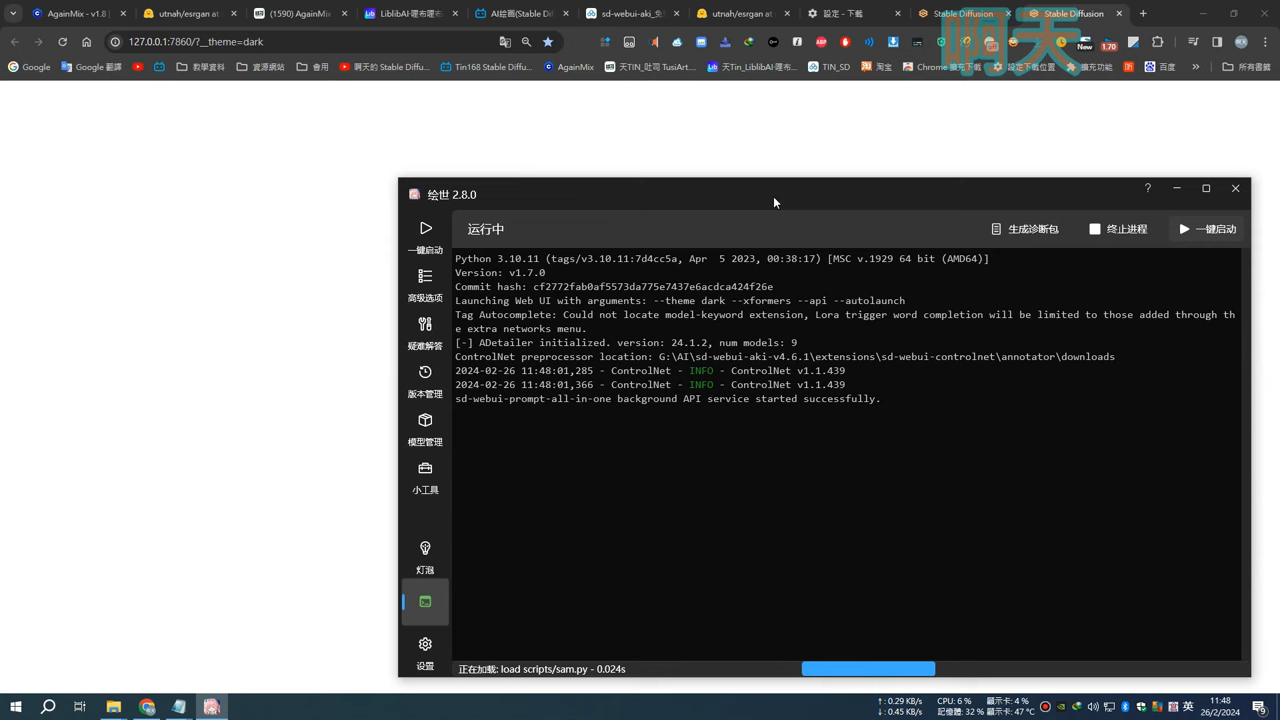 AgainMix - v1.8
utnah/esrgan at
(1590) AgainMix
LiblibAI·哩布哩布
AI绘画(Stable Dif
sd-webui-aki_免
utnah/esrgan at
設定 - 下載
Stable Diffusion
Stable Diffusion
啊天
127.0.0.1:7860/?__theme=dark
New
1.70
Google
Google 翻譯
教學資料
資源網站
會用
啊天的 Stable Diffu...
Tin168 Stable Diffu...
AgainMix
天TIN_吐司 TusiArt....
天Tin_LiblibAI·哩布...
TIN_SD
淘宝
Chrome 擴充下載
設定下載位置
擴充功能
百度
所有書籤
绘世 2.8.0
运行中
生成诊断包
终止进程
一键启动
一键启动
高级选项
疑难解答
版本管理
模型管理
小工具
灯泡
设置
Python 3.10.11 (tags/v3.10.11:7d4cc5a, Apr  5 2023, 00:38:17) [MSC v.1929 64 bit (AMD64)]
Version: v1.7.0
Commit hash: cf2772fab0af5573da775e7437e6acdca424f26e
Launching Web UI with arguments: --theme dark --xformers --api --autolaunch
Tag Autocomplete: Could not locate model-keyword extension, Lora trigger word completion will be limited to those added through th
e extra networks menu.
[-] ADetailer initialized. version: 24.1.2, num models: 9
ControlNet preprocessor location: G:\AI\sd-webui-aki-v4.6.1\extensions\sd-webui-controlnet\annotator\downloads
2024-02-26 11:48:01,285 - ControlNet - INFO - ControlNet v1.1.439
2024-02-26 11:48:01,366 - ControlNet - INFO - ControlNet v1.1.439
sd-webui-prompt-all-in-one background API service started successfully.
正在加载: load scripts/sam.py - 0.024s
↑: 0.29 KB/s
↓: 0.45 KB/s
CPU: 6 %
記憶體: 32 %
顯示卡: 4 %
顯示卡: 47 °C
英
11:48
26/2/2024
9